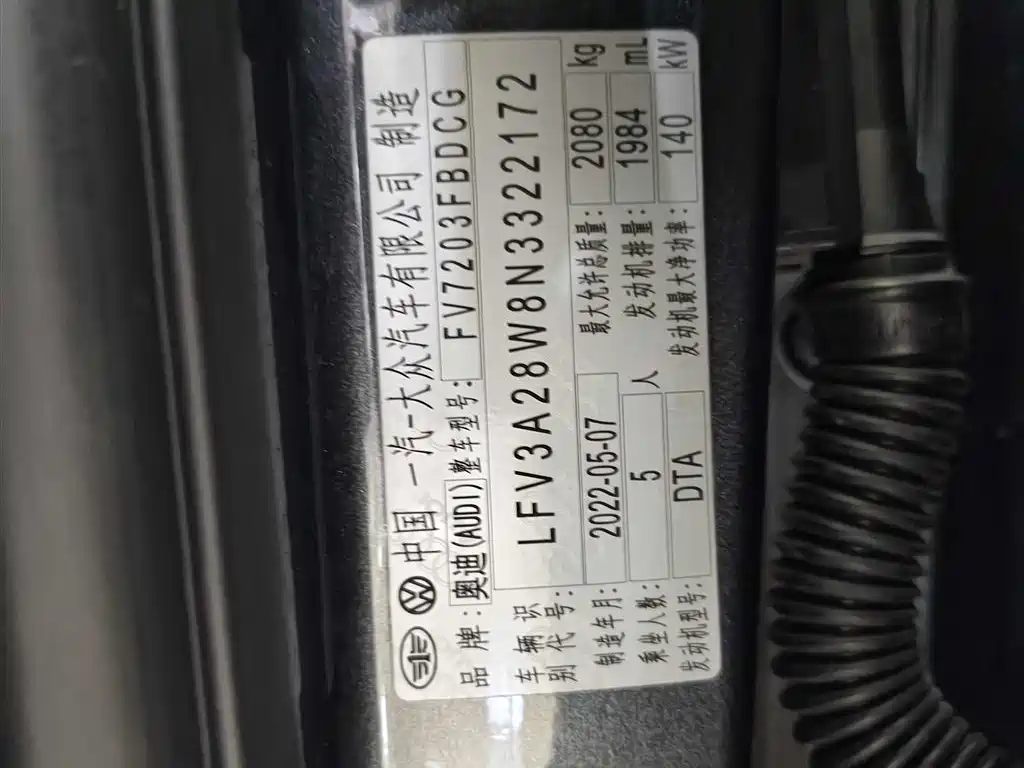 中国 一汽-大众汽车有限公司 制造
品牌: 奥迪(AUDI) 整车型号: FV7203FBDCG
车辆识别代号: LFV3A28W8N3322172
制造年月: 2022-05-07 最大允许总质量: 2080 kg
乘坐人数: 5 人 发动机排量: 1984 mL
发动机型号: DTA 发动机最大净功率: 140 kW